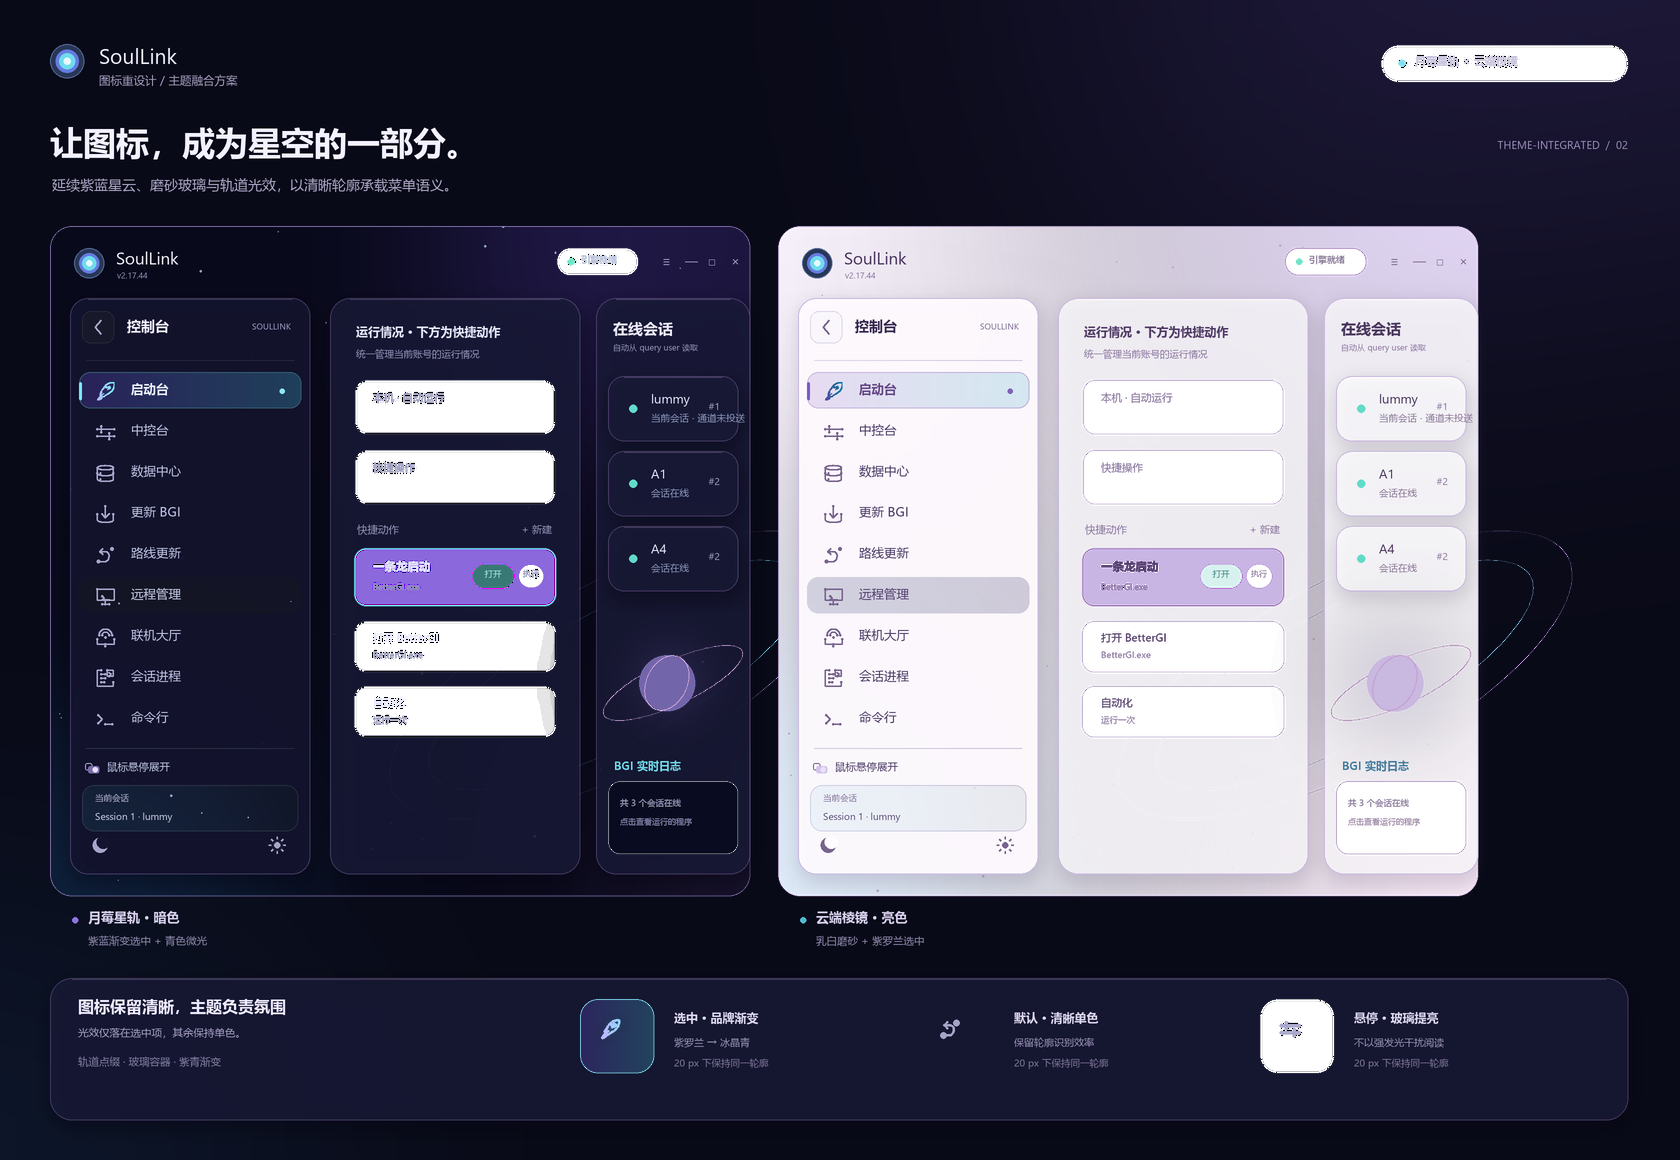 SoulLink
图标重设计 / 主题融合方案
让图标，成为星空的一部分。
THEME-INTEGRATED / 02
延续紫蓝星云、磨砂玻璃与轨道光效，以清晰轮廓承载菜单语义。
SoulLink
v2.17.44
控制台
SOULLINK
启动台
中控台
数据中心
更新 BGI
路线更新
远程管理
联机大厅
会话进程
命令行
鼠标悬停展开
当前会话
Session 1 · lummy
运行情况 · 下方为快捷动作
统一管理当前账号的运行情况
快捷动作
+ 新建
一条龙启动
打开
执行
在线会话
自动从 query user 读取
lummy
#1
当前会话 · 通道未投送
A1
#2
会话在线
A4
#2
会话在线
BGI 实时日志
共 3 个会话在线
点击查看运行的程序
月莓星轨 · 暗色
紫蓝渐变选中 + 青色微光
SoulLink
v2.17.44
引擎就绪
控制台
SOULLINK
启动台
中控台
数据中心
更新 BGI
路线更新
远程管理
联机大厅
会话进程
命令行
鼠标悬停展开
当前会话
Session 1 · lummy
运行情况 · 下方为快捷动作
统一管理当前账号的运行情况
本机 · 自动运行
快捷操作
快捷动作
+ 新建
一条龙启动
BetterGI.exe
打开
执行
打开 BetterGI
BetterGI.exe
自动化
运行一次
在线会话
自动从 query user 读取
lummy
#1
当前会话 · 通道未投送
A1
#2
会话在线
A4
#2
会话在线
BGI 实时日志
共 3 个会话在线
点击查看运行的程序
云端棱镜 · 亮色
乳白磨砂 + 紫罗兰选中
图标保留清晰，主题负责氛围
光效仅落在选中项，其余保持单色。
轨道点缀 · 玻璃容器 · 紫青渐变
选中 · 品牌渐变
紫罗兰 → 冰晶青
20 px 下保持同一轮廓
默认 · 清晰单色
保留轮廓识别效率
20 px 下保持同一轮廓
悬停 · 玻璃提亮
不以强发光干扰阅读
20 px 下保持同一轮廓